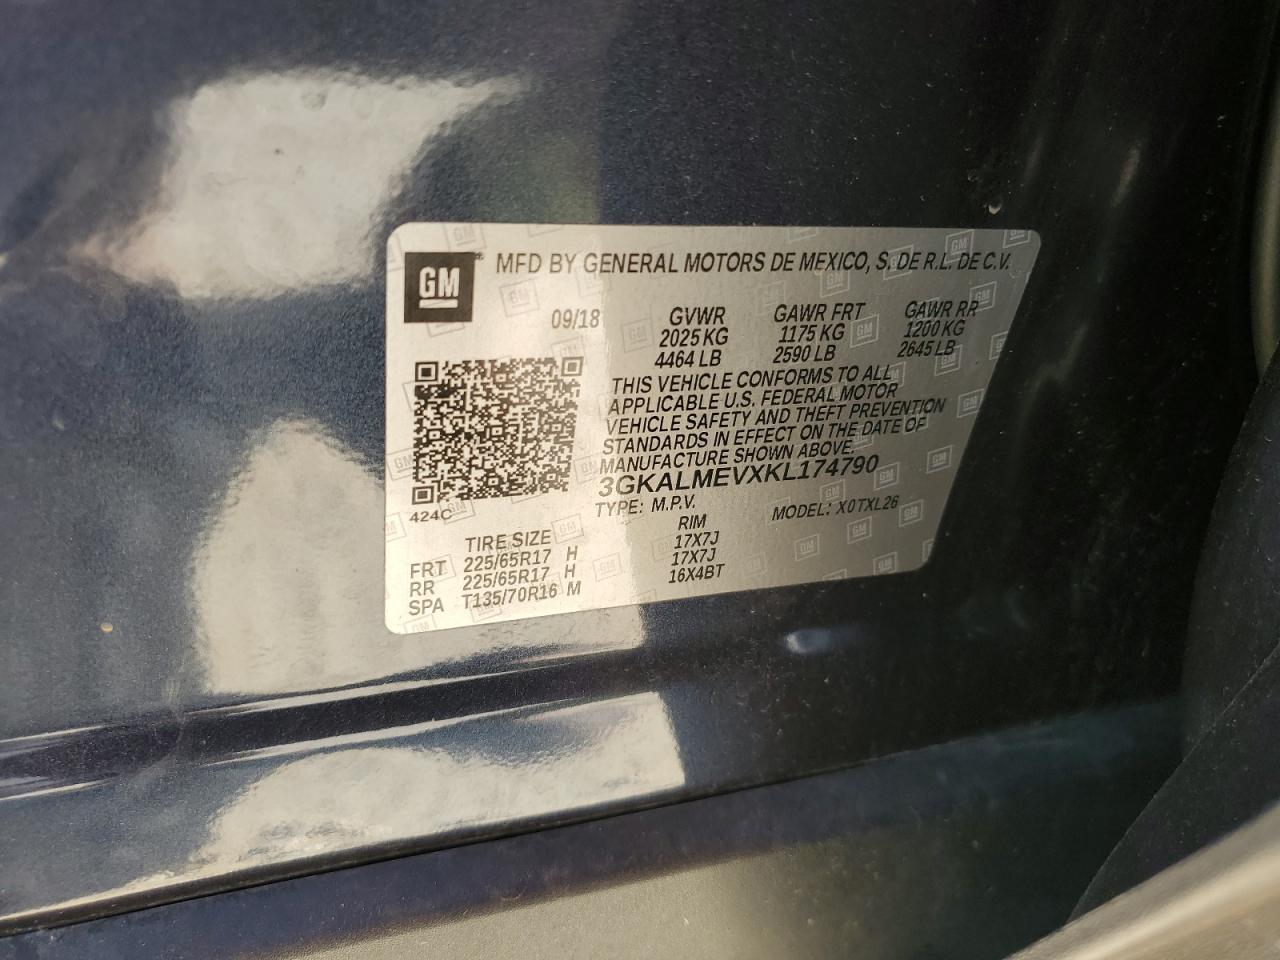 GM
MFD BY GENERAL MOTORS DE MEXICO, S. DE R.L. DE C.V.
09/18 GVWR GAWR FRT GAWR RR
2025 KG 1175 KG 1200 KG
4464 LB 2590 LB 2645 LB
THIS VEHICLE CONFORMS TO ALL
APPLICABLE U.S. FEDERAL MOTOR
VEHICLE SAFETY AND THEFT PREVENTION
STANDARDS IN EFFECT ON THE DATE OF
MANUFACTURE SHOWN ABOVE.
3GKALMEVXKL174790
424C
TYPE: M.P.V. MODEL: X0TXL26
TIRE SIZE RIM
FRT 225/65R17 H 17X7J
RR 225/65R17 H 17X7J
SPA T135/70R16 M 16X4BT